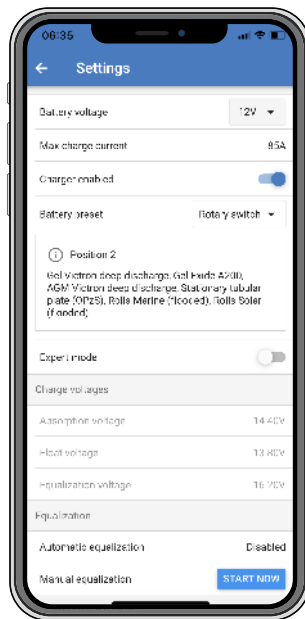 06:35
Settings
Battery voltage 12V
Max charge current 85A
Charger enabled
Battery preset Rotary switch
Position 2
Gel Victron deep discharge, Gel Exide A200,
AGM Victron deep discharge, Stationary tubular
plate (OPzS), Rolls Marine (flooded), Rolls Solar
(flooded)
Expert mode
Charge voltages
Absorption voltage 14.40V
Float voltage 13.80V
Equalization voltage 16.20V
Equalization
Automatic equalization Disabled
Manual equalization START NOW